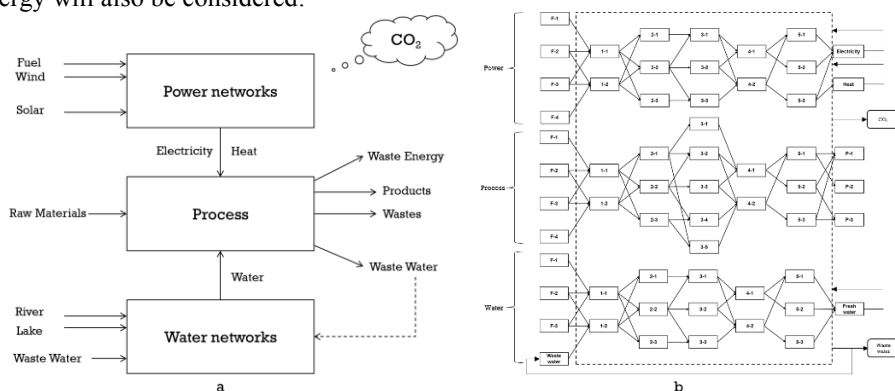 ergy will also be considered.
CO2
Fuel
Wind
Solar
Power networks
Electricity
Heat
Raw Materials
Process
Waste Energy
Products
Wastes
Waste Water
Water
River
Lake
Waste Water
Water networks
a
Power
F-1
F-2
F-3
F-4
1-1
1-2
2-1
2-2
2-3
3-1
3-2
3-3
4-1
4-2
5-1
5-2
5-3
Electricity
Heat
CO2
Process
F-1
F-2
F-3
F-4
1-1
1-2
2-1
2-2
2-3
3-1
3-2
3-3
3-4
3-5
4-1
4-2
5-1
5-2
5-3
P-1
P-2
P-3
Water
F-1
F-2
F-3
Waste
water
1-1
1-2
2-1
2-2
2-3
3-1
3-2
3-3
4-1
4-2
5-1
5-2
5-3
Fresh
water
Waste
water
b